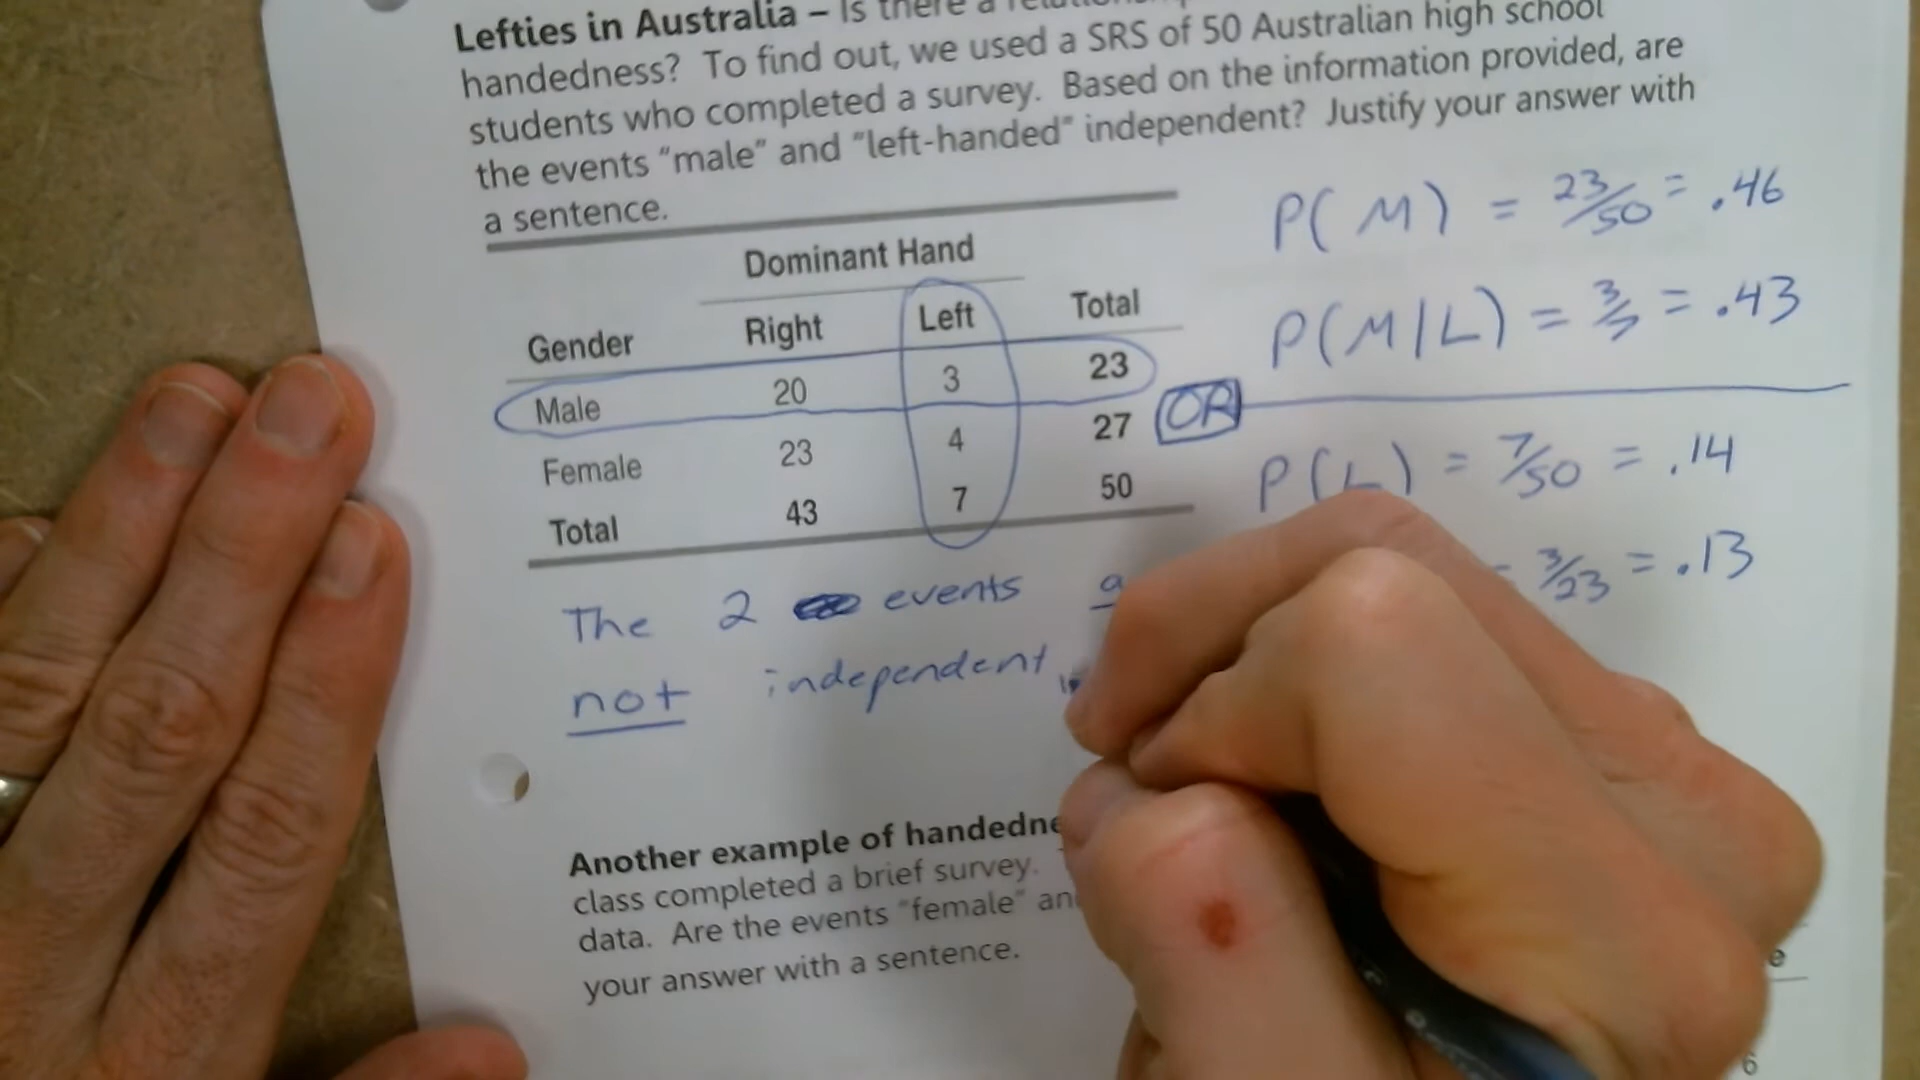 Lefties in Australia – Is there a
handedness? To find out, we used a SRS of 50 Australian high school
students who completed a survey. Based on the information provided, are
the events "male" and "left-handed" independent? Justify your answer with
a sentence.
Dominant Hand
Gender Right Left Total
Male 20 3 23
Female 23 4 27
Total 43 7 50
P(M) = 23/50 = .46
P(M|L) = 3/7 = .43
OR
P(L) = 7/50 = .14
= 3/23 = .13
The 2 events
not independent
Another example of
class completed a brief survey.
data. Are the events "female"
your answer with a sentence.
6